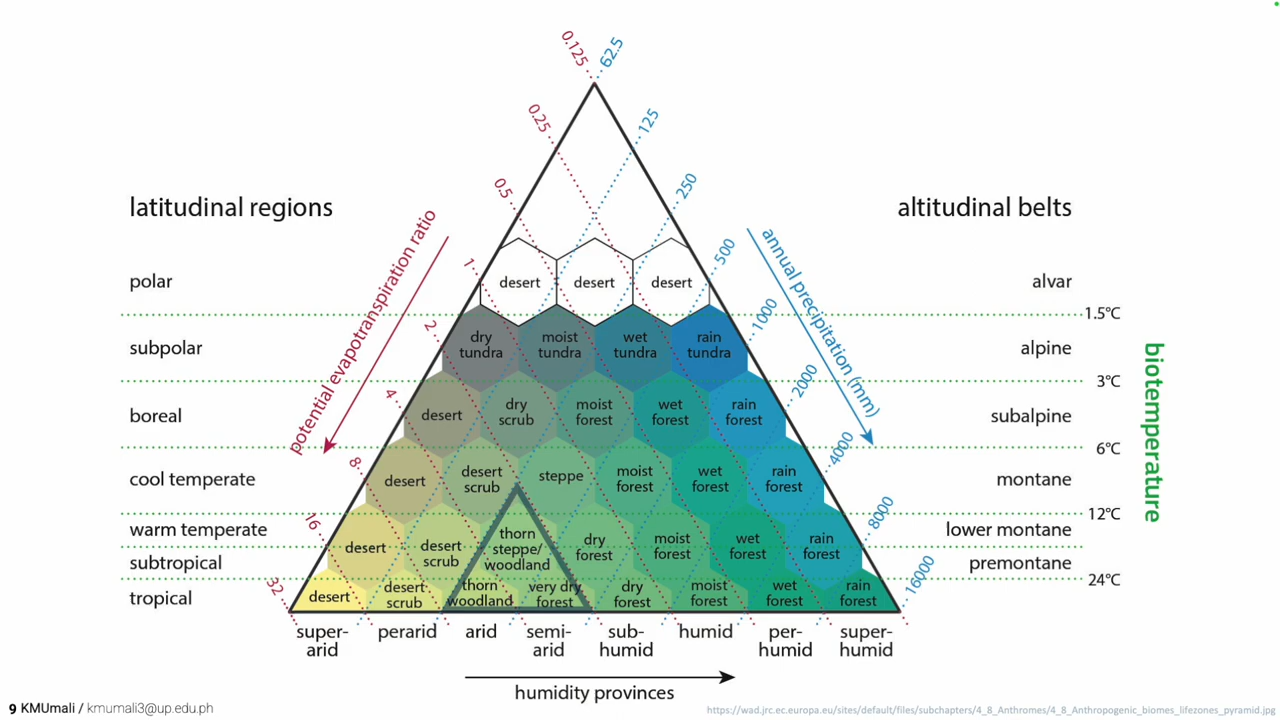 0.125
62.5
0.25
125
0.5
250
latitudinal regions
altitudinal belts
potential evapotranspiration ratio
annual precipitation (mm)
1
500
polar
desert
desert
desert
alvar
1.5°C
2
1000
subpolar
dry
tundra
moist
tundra
wet
tundra
rain
tundra
alpine
3°C
4
2000
boreal
desert
dry
scrub
moist
forest
wet
forest
rain
forest
subalpine
6°C
biotemperature
8
4000
cool temperate
desert
desert
scrub
steppe
moist
forest
wet
forest
rain
forest
montane
12°C
16
8000
warm temperate
lower montane
subtropical
premontane
desert
desert
scrub
thorn
steppe/
woodland
dry
forest
moist
forest
wet
forest
rain
forest
24°C
32
16000
tropical
desert
desert
scrub
thorn
woodland
very dry
forest
dry
forest
moist
forest
wet
forest
rain
forest
super-
arid
perarid
arid
semi-
arid
sub-
humid
humid
per-
humid
super-
humid
humidity provinces
9 KMUmali / kmumali3@up.edu.ph
https://wad.jrc.ec.europa.eu/sites/default/files/subchapters/4_8_Anthromes/4_8_Anthropogenic_biomes_lifezones_pyramid.jpg